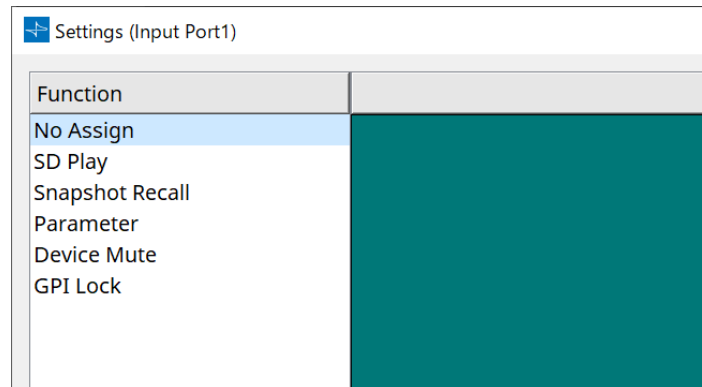 Settings (Input Port1)
Function
No Assign
SD Play
Snapshot Recall
Parameter
Device Mute
GPI Lock